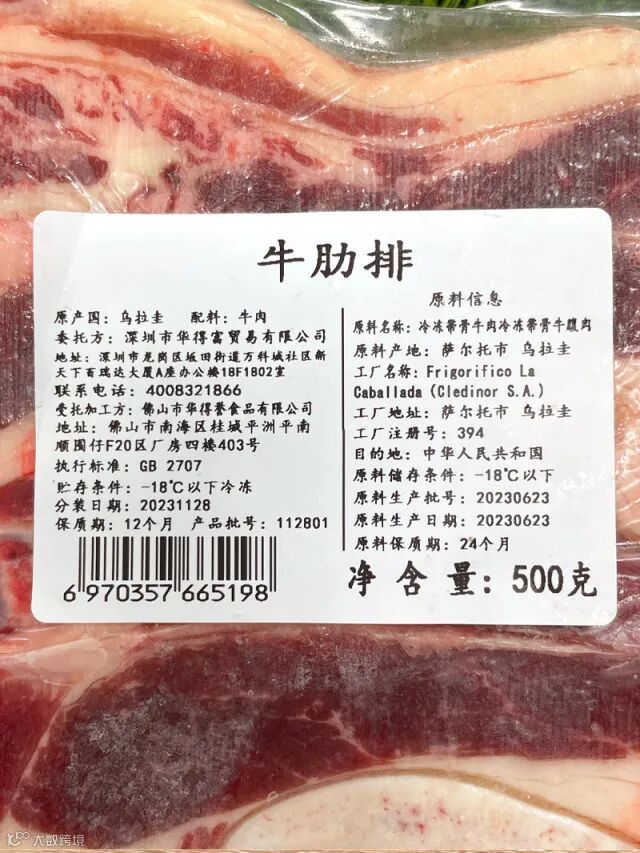 牛肋排
原产国：乌拉圭 配料：牛肉
委托方：深圳市华得富贸易有限公司
地址：深圳市龙岗区坂田街道万科城社区新
天下百瑞达大厦A座办公楼18F1802室
联系电话：4008321866
受托加工方：佛山市华得誉食品有限公司
地址：佛山市南海区桂城平洲平南
顺围仔F20区厂房四楼403号
执行标准：GB 2707
贮存条件：-18℃以下冷冻
分装日期：20231128
保质期：12个月 产品批号：112801
6 970357 665198
原料信息
原料名称：冷冻带骨牛肉冷冻带骨牛腹肉
原料产地：萨尔托市 乌拉圭
工厂名称：Frigorifico La
Caballada (Cledinor S.A.)
工厂地址：萨尔托市 乌拉圭
工厂注册号：394
目的地：中华人民共和国
原料储存条件：-18℃以下
原料生产批号：20230623
原料生产日期：20230623
原料保质期：24个月
净含量：500克
大数跨境